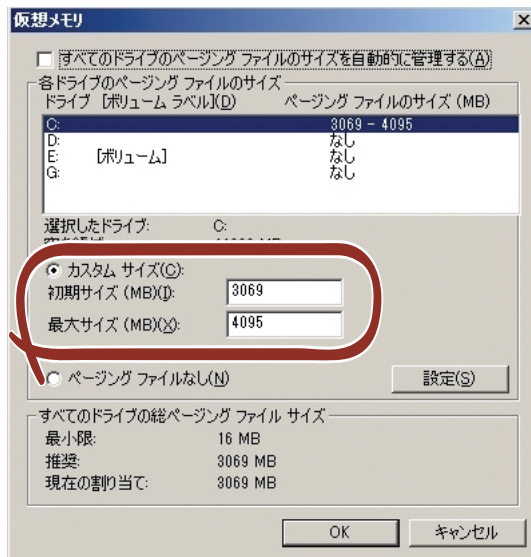 仮想メモリ
すべてのドライブのページング ファイルのサイズを自動的に管理する(A)
各ドライブのページング ファイルのサイズ
ドライブ [ボリューム ラベル](D) ページング ファイルのサイズ (MB)
C: 3069 - 4095
D: なし
E: [ボリューム] なし
G: なし
選択したドライブ: C:
カスタム サイズ(C):
初期サイズ (MB)(I): 3069
最大サイズ (MB)(X): 4095
ページング ファイルなし(N) 設定(S)
すべてのドライブの総ページング ファイル サイズ
最小限: 16 MB
推奨: 3069 MB
現在の割り当て: 3069 MB
OK キャンセル